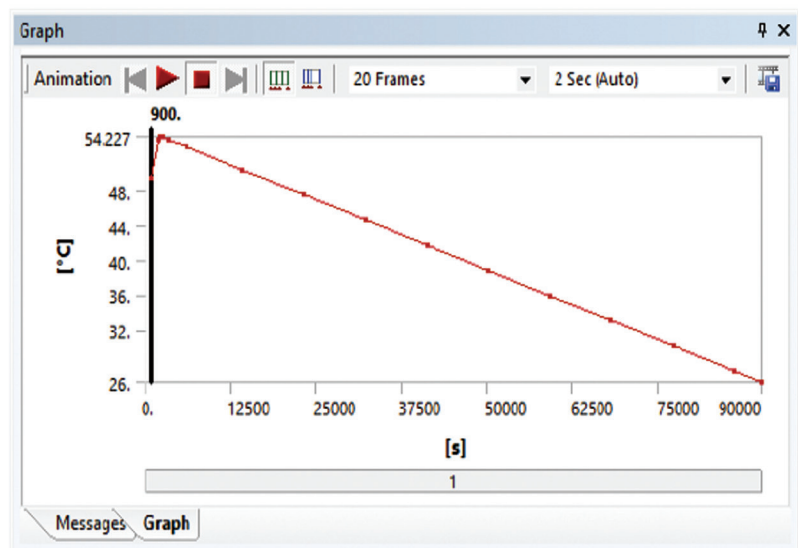 Graph
Animation 20 Frames 2 Sec (Auto)
900.
54.227
48.
44.
40.
36.
32.
26.
[°C]
0. 12500 25000 37500 50000 62500 75000 90000
[s]
1
Messages Graph